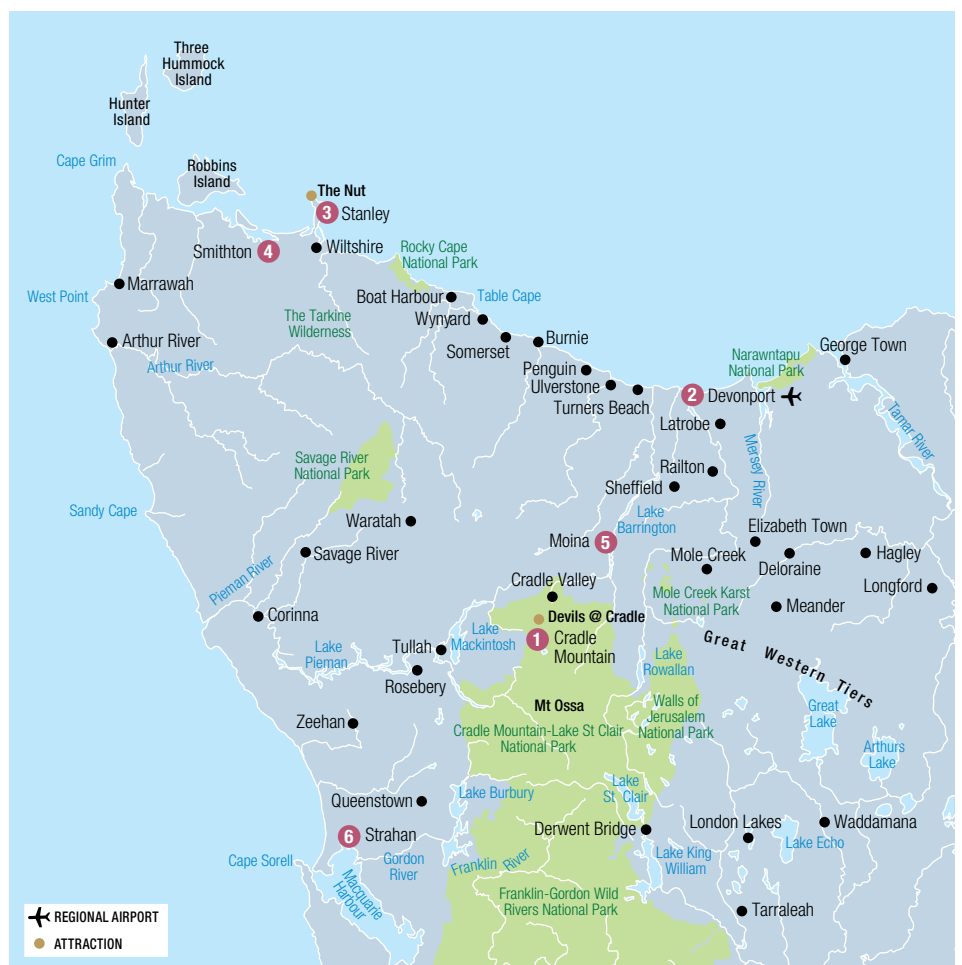 Three
Hummock
Island
Hunter
Island
Cape Grim
Robbins
Island
The Nut
3 Stanley
Smithton 4
Wiltshire
Rocky Cape
National Park
Marrawah
West Point
Boat Harbour
Table Cape
The Tarkine
Wilderness
Wynyard
Arthur River
Somerset
Burnie
Arthur River
George Town
Narawntapu
National Park
Penguin
Ulverstone
Turners Beach
2 Devonport
Latrobe
Tamar River
Mersey River
Savage River
National Park
Railton
Sheffield
Sandy Cape
Waratah
Lake
Barrington
Elizabeth Town
Moina 5
Savage River
Mole Creek
Deloraine
Hagley
Pieman River
Cradle Valley
Longford
Mole Creek Karst
National Park
Meander
Corinna
Devils @ Cradle
1 Cradle
Mountain
Lake
Mackintosh
Great Western Tiers
Tullah
Lake
Pieman
Lake
Rowallan
Rosebery
Mt Ossa
Walls of
Jerusalem
National Park
Great
Lake
Zeehan
Cradle Mountain-Lake St Clair
National Park
Arthurs
Lake
Lake Burbury
Lake
St Clair
Queenstown
6 Strahan
Derwent Bridge
London Lakes
Waddamana
Lake Echo
Cape Sorell
Gordon
River
Franklin River
Lake King
William
Macquarie
Harbour
Franklin-Gordon Wild
Rivers National Park
Tarraleah
REGIONAL AIRPORT
ATTRACTION